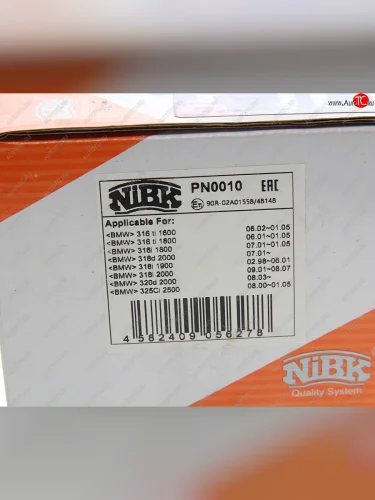 www.Auto-TC.ru
NiBK PN0010 EAC
90R-02A01558/48148
Applicable For:
<BMW> 316 ti 1800 06.02~01.05
<BMW> 316 ti 1800 06.01~01.05
<BMW> 318i 1800 07.01~01.05
<BMW> 318d 2000 07.01~
<BMW> 318i 1900 02.98~06.01
<BMW> 318i 2000 09.01~08.07
<BMW> 320d 2000 08.03~
<BMW> 325Ci 2500 08.00~01.05
4 582409 056278
NiBK
Quality System